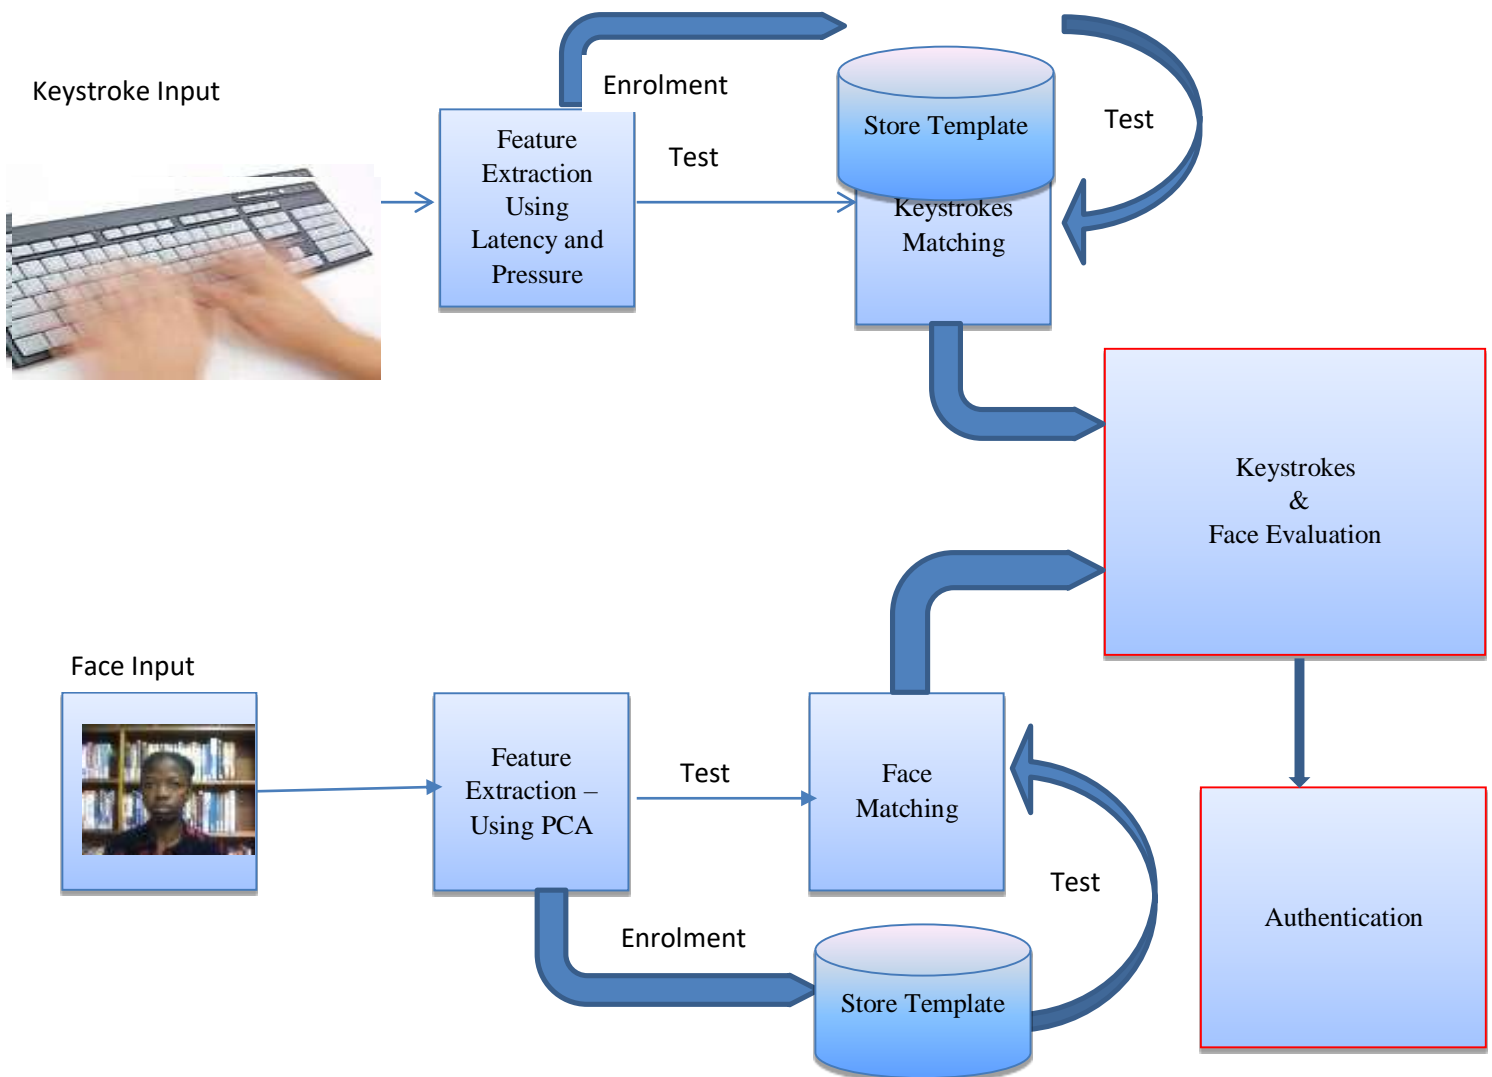 Keystroke Input
Enrolment
Feature
Extraction
Using
Latency and
Pressure
Test
Store Template
Test
Keystrokes
Matching
Keystrokes
&
Face Evaluation
Face Input
Feature
Extraction –
Using PCA
Test
Face
Matching
Test
Enrolment
Store Template
Authentication